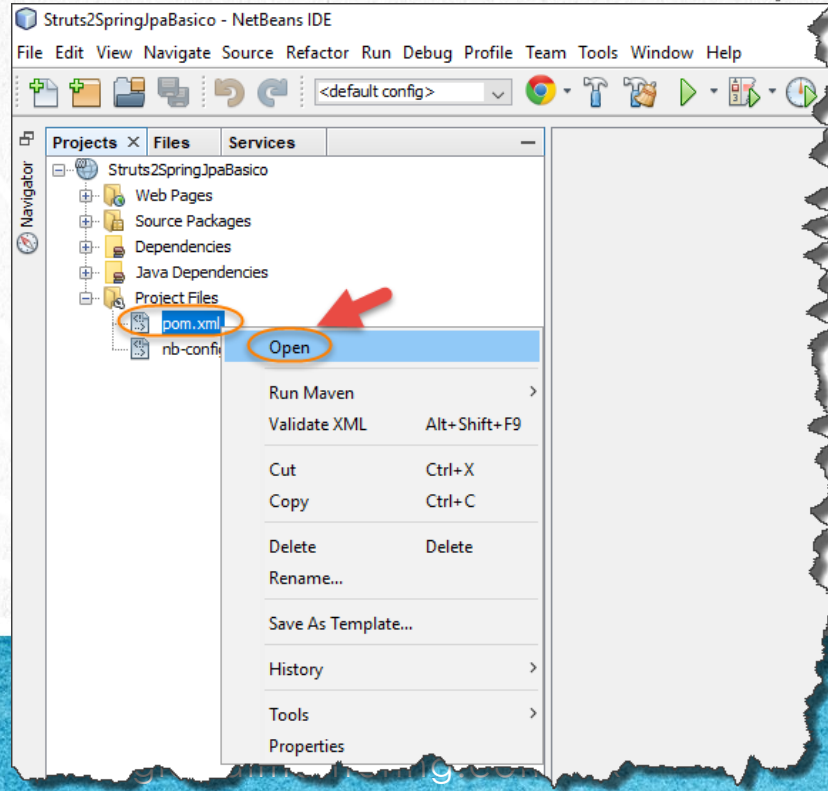 Struts2SpringJpaBasico - NetBeans IDE
File Edit View Navigate Source Refactor Run Debug Profile Team Tools Window Help
<default config>
Projects × Files Services
Navigator
Struts2SpringJpaBasico
Web Pages
Source Packages
Dependencies
Java Dependencies
Project Files
pom.xml
nb-config
Open
Run Maven
Validate XML Alt+Shift+F9
Cut Ctrl+X
Copy Ctrl+C
Delete Delete
Rename...
Save As Template...
History
Tools
Properties